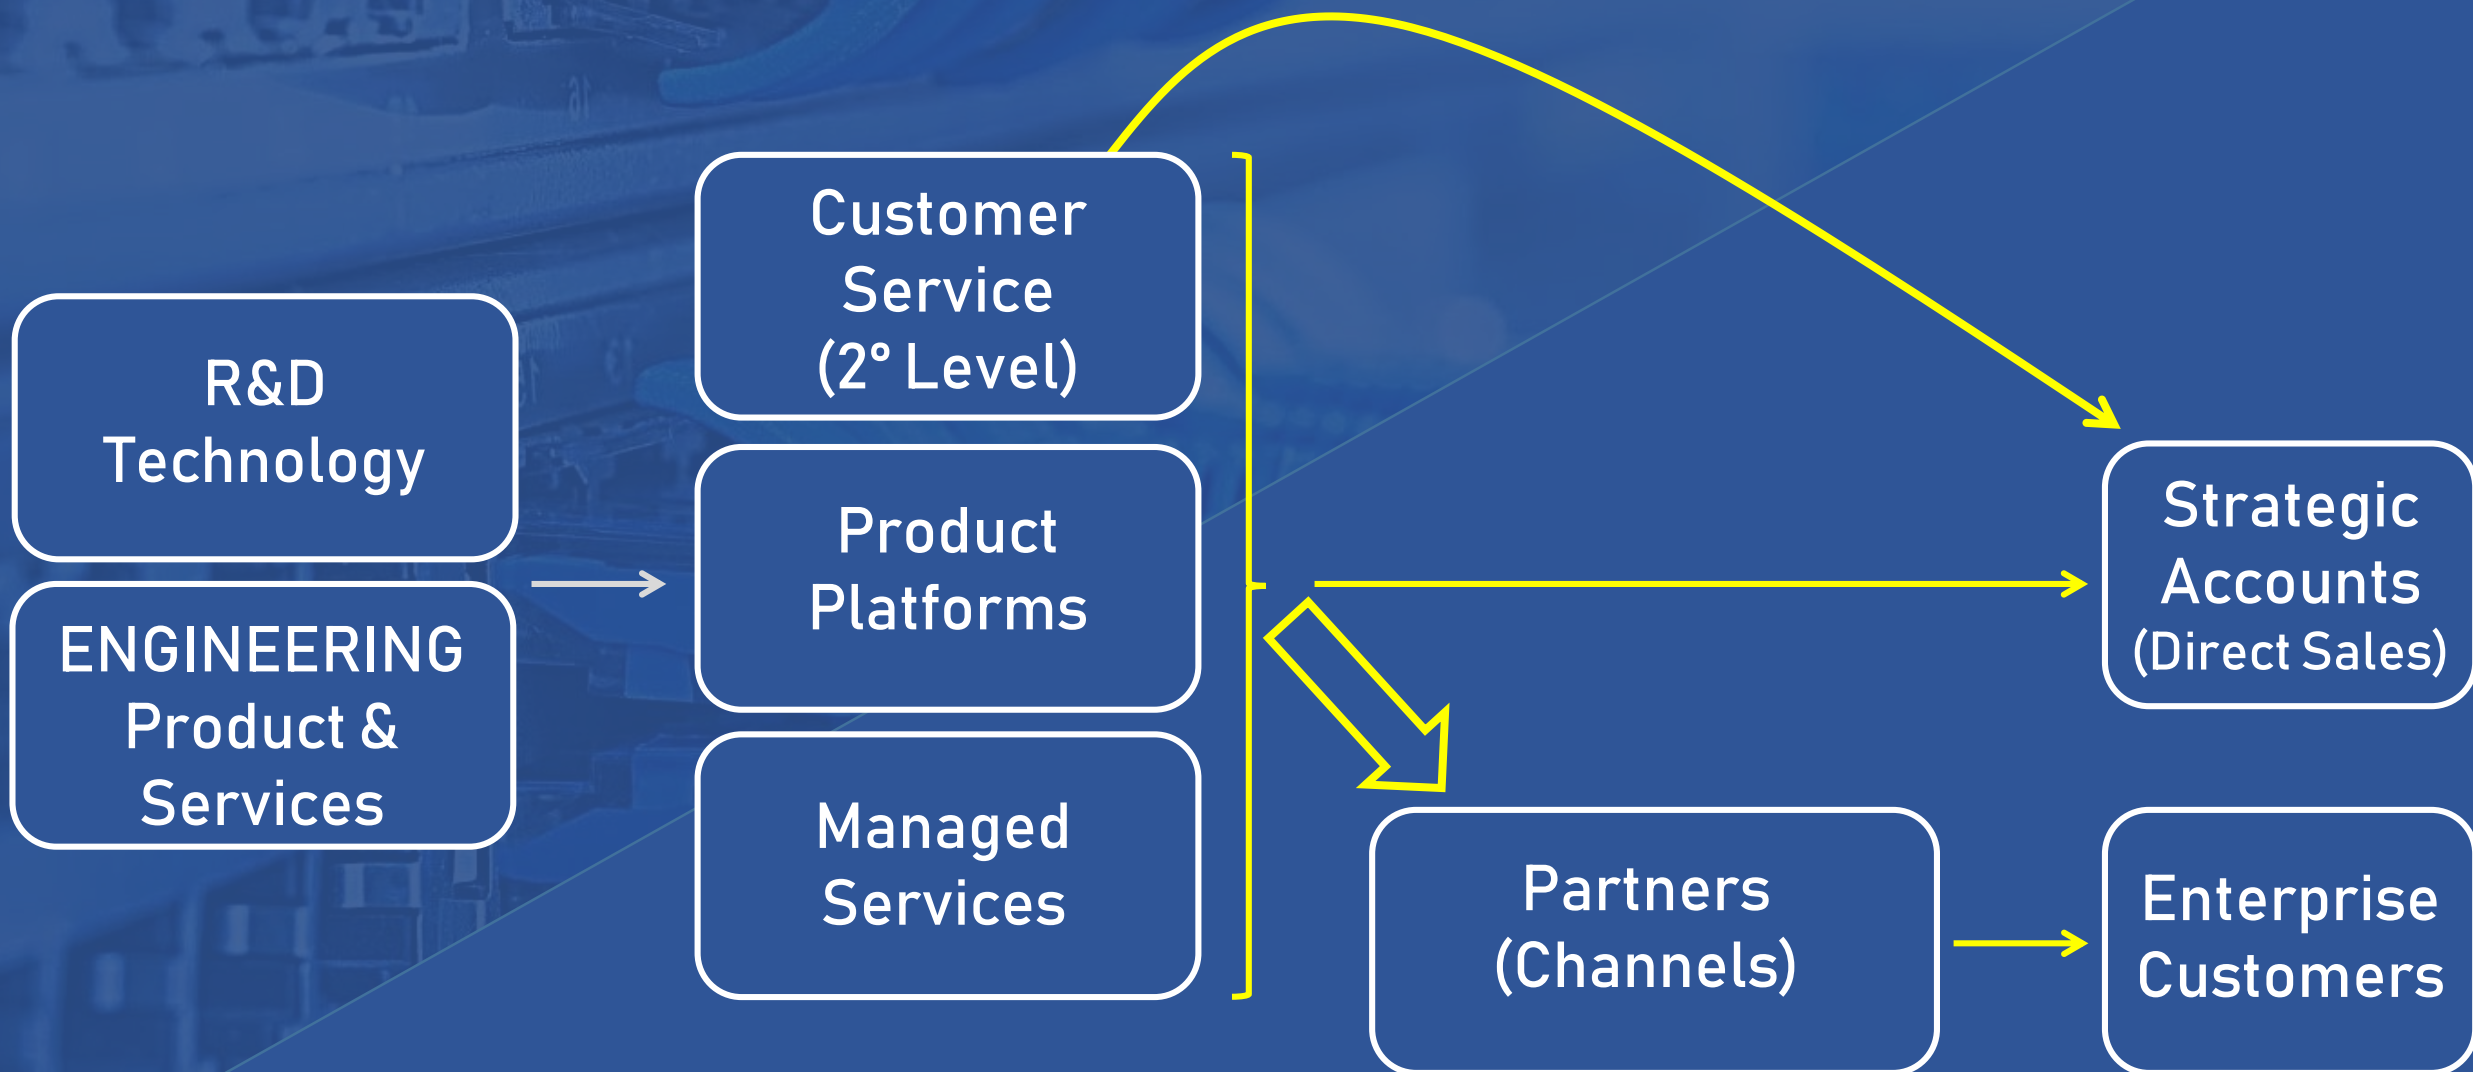 R&D
Technology
ENGINEERING
Product &
Services
Customer
Service
(2º Level)
Product
Platforms
Managed
Services
Strategic
Accounts
(Direct Sales)
Partners
(Channels)
Enterprise
Customers